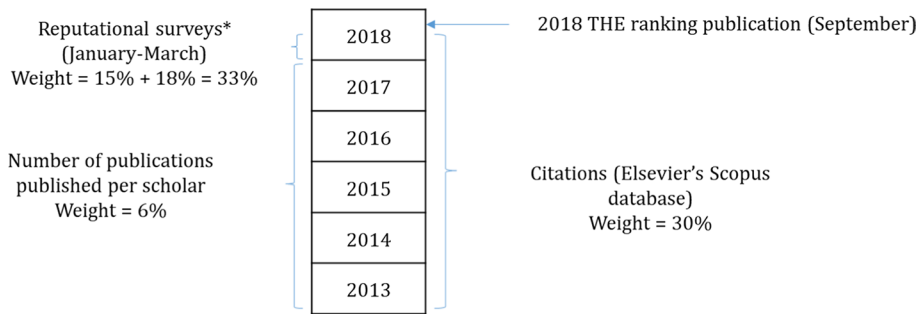 Reputational surveys*
(January-March)
Weight = 15% + 18% = 33%
2018 THE ranking publication (September)
2018
2017
2016
2015
2014
2013
Number of publications
published per scholar
Weight = 6%
Citations (Elsevier’s Scopus
database)
Weight = 30%